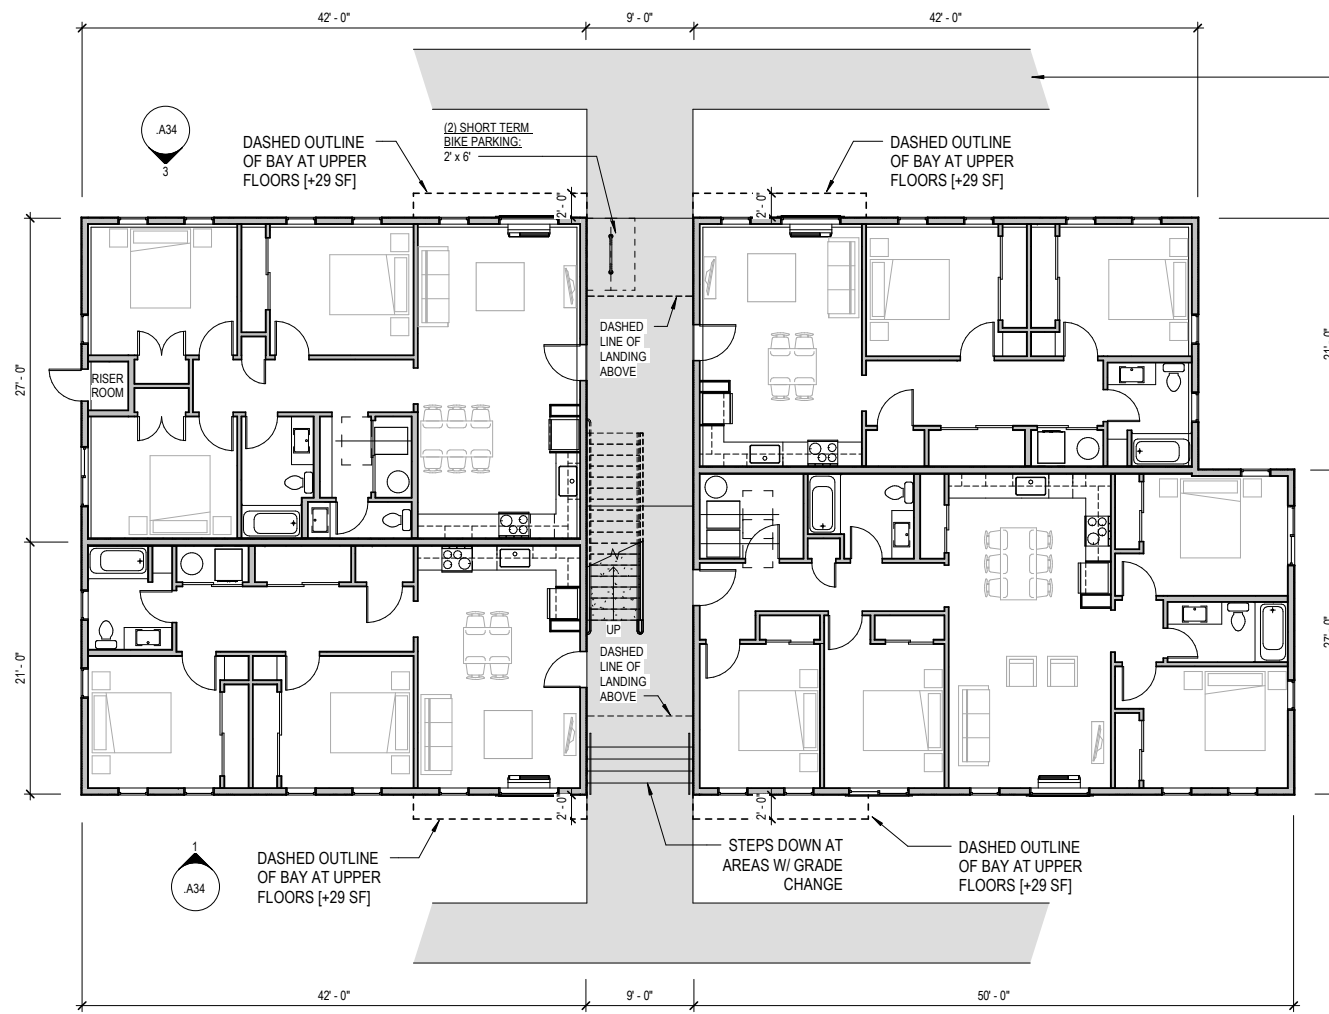 42' - 0"
9' - 0"
42' - 0"
.A34
3
DASHED OUTLINE
OF BAY AT UPPER
FLOORS [+29 SF]
(2) SHORT TERM
BIKE PARKING:
2' x 6'
DASHED OUTLINE
OF BAY AT UPPER
FLOORS [+29 SF]
2' - 0"
2' - 0"
DASHED
LINE OF
LANDING
ABOVE
RISER
ROOM
27' - 0"
21' - 0"
UP
DASHED
LINE OF
LANDING
ABOVE
21' - 0"
27' - 0"
2' - 0"
2' - 0"
1
.A34
DASHED OUTLINE
OF BAY AT UPPER
FLOORS [+29 SF]
STEPS DOWN AT
AREAS W/ GRADE
CHANGE
DASHED OUTLINE
OF BAY AT UPPER
FLOORS [+29 SF]
42' - 0"
9' - 0"
50' - 0"